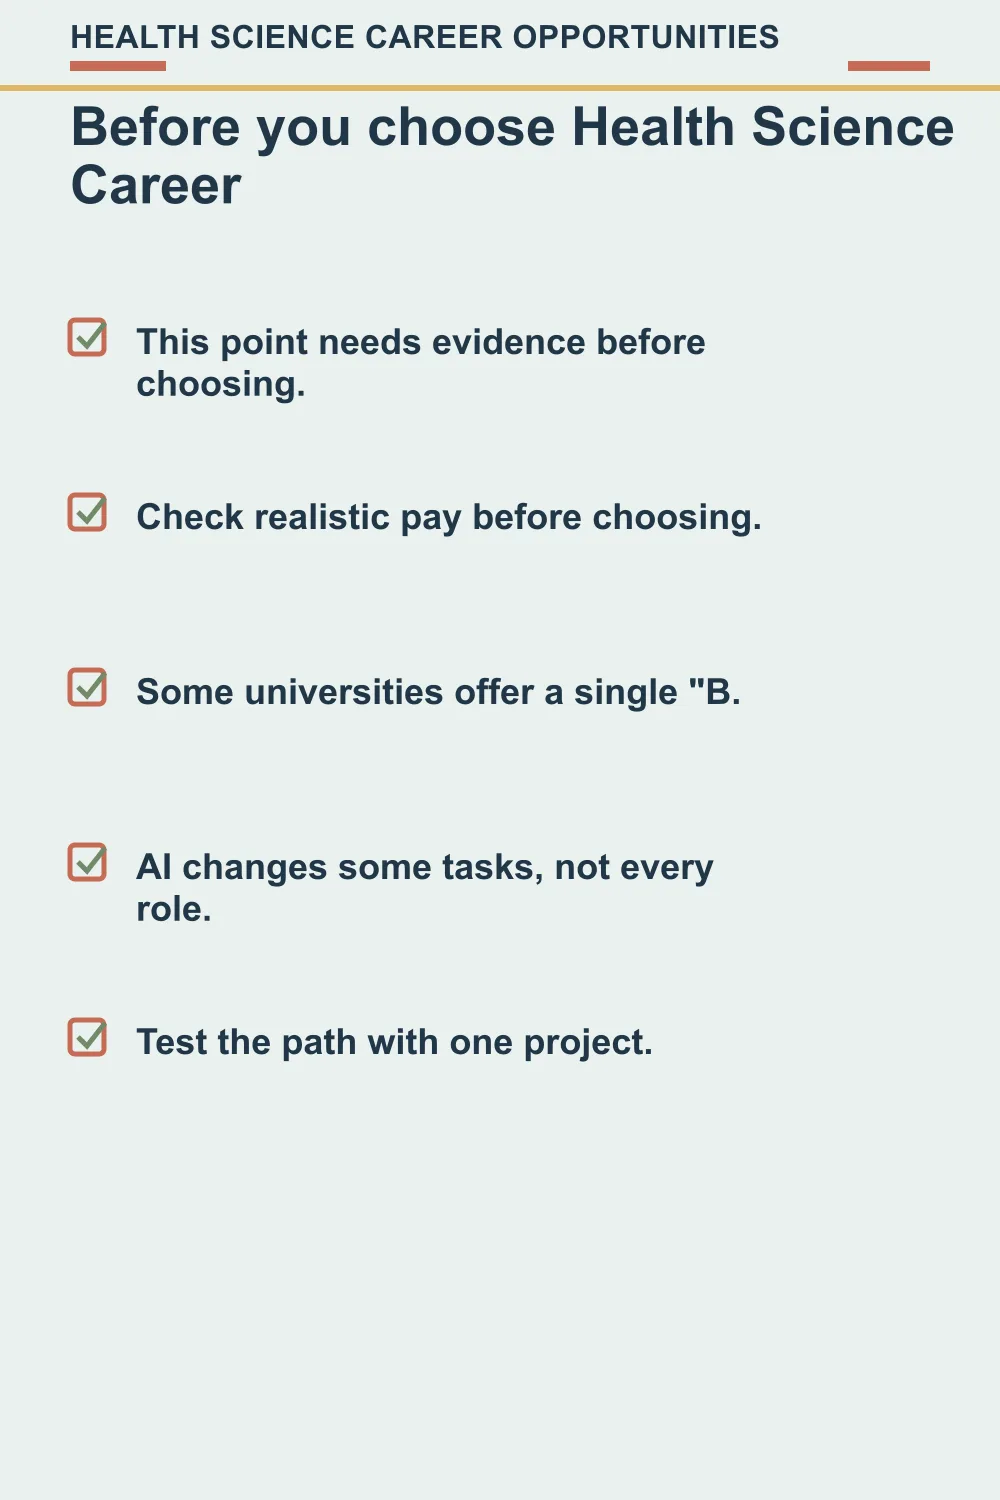 HEALTH SCIENCE CAREER OPPORTUNITIES
Before you choose Health Science
Career
This point needs evidence before
choosing.
Check realistic pay before choosing.
Some universities offer a single "B.
AI changes some tasks, not every
role.
Test the path with one project.